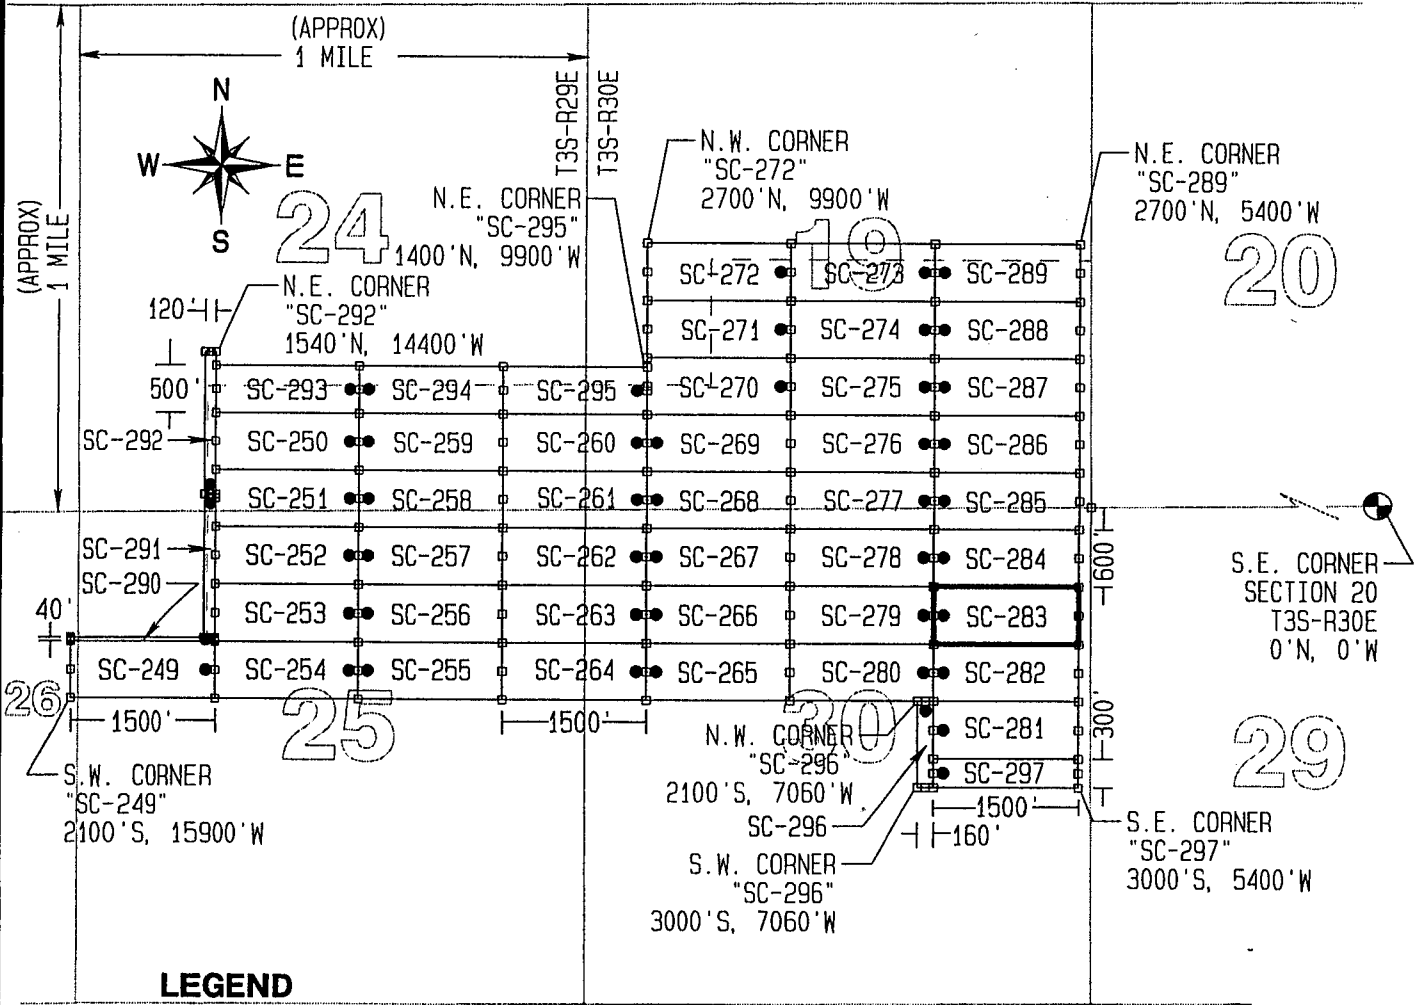 (APPROX)
1 MILE
(APPROX)
1 MILE
T3S-R29E
T3S-R30E
N
W
E
S
24
19
20
N.W. CORNER
"SC-272"
2700'N, 9900'W
N.E. CORNER
"SC-289"
2700'N, 5400'W
N.E. CORNER
"SC-295"
1400'N, 9900'W
N.E. CORNER
"SC-292"
1540'N, 14400'W
120'
500'
SC-272 SC-273 SC-289
SC-271 SC-274 SC-288
SC-293 SC-294 SC-295 SC-270 SC-275 SC-287
SC-292 SC-250 SC-259 SC-260 SC-269 SC-276 SC-286
SC-251 SC-258 SC-261 SC-268 SC-277 SC-285
SC-291 SC-252 SC-257 SC-262 SC-267 SC-278 SC-284
600'
SC-290
SC-253 SC-256 SC-263 SC-266 SC-279 SC-283
40'
SC-249 SC-254 SC-255 SC-264 SC-265 SC-280 SC-282
S.E. CORNER
SECTION 20
T3S-R30E
0'N, 0'W
26
25
30
29
1500'
1500'
SC-281
300'
SC-297
1500'
160'
N.W. CORNER
"SC-296"
2100'S, 7060'W
SC-296
S.W. CORNER
"SC-296"
3000'S, 7060'W
S.W. CORNER
"SC-249"
2100'S, 15900'W
S.E. CORNER
"SC-297"
3000'S, 5400'W
LEGEND